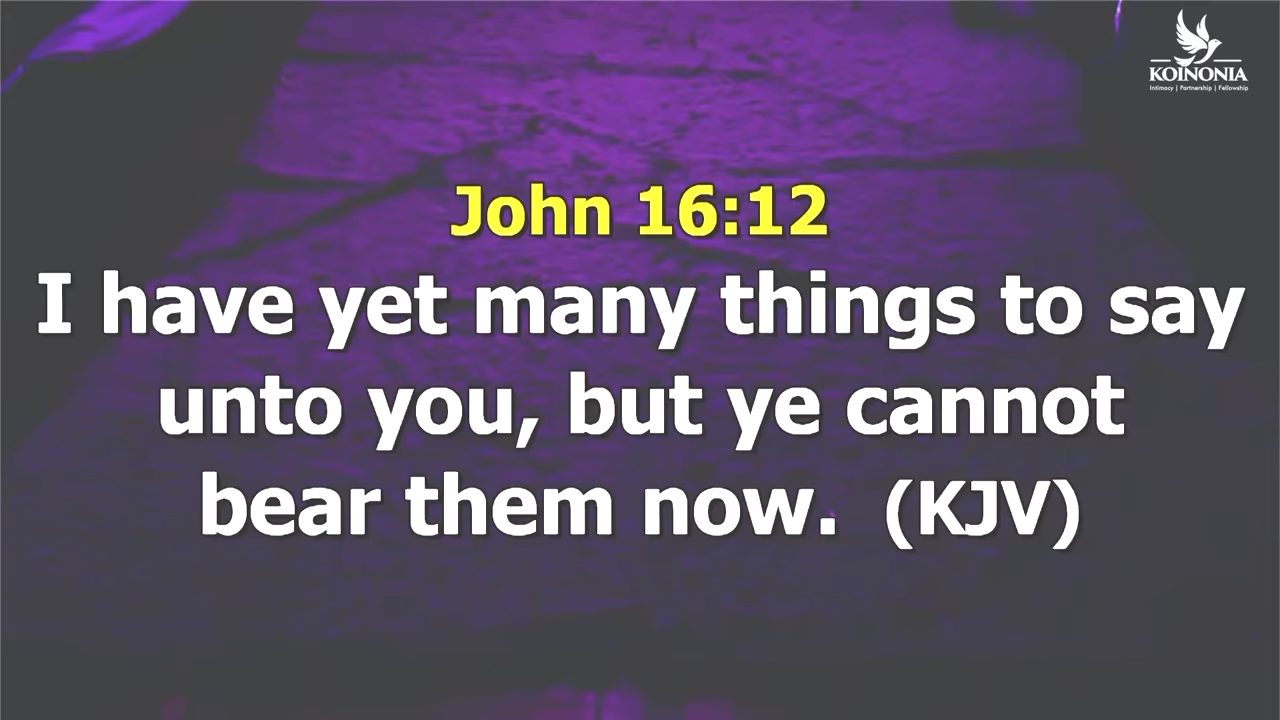 KOINONIA
Intimacy | Partnership | Fellowship
John 16:12
I have yet many things to say
unto you, but ye cannot
bear them now.  (KJV)